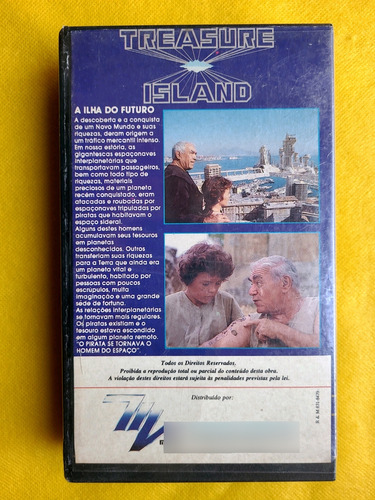 TREASURE
ISLAND
A ILHA DO FUTURO
A descoberta e a conquista
de um Novo Mundo e suas
riquezas, deram origem a
um tráfico mercantil intenso.
Em nossa estória, as
gigantescas espaçonaves
interplanetárias que
transportavam passageiros,
bem como todo tipo de
riquezas, materiais
preciosos de um planeta
recém conquistado, eram
atacadas e roubadas por
espaçonaves tripuladas por
piratas que habitavam o
espaço sideral.
Alguns destes homens
acumulavam seus tesouros
em planetas
desconhecidos. Outros
transferiam suas riquezas
para a Terra que ainda era
um planeta vital e
turbulento, habitado por
pessoas com poucos
escrúpulos, muita
imaginação e uma grande
sede de fortuna.
As relações interplanetárias
se tornavam mais regulares.
Os piratas existiam e o
tesouro estava escondido
em algum planeta remoto.
"O PIRATA SE TORNAVA O
HOMEM DO ESPAÇO".
Todos os Direitos Reservados.
Proibida a reprodução total ou parcial do conteúdo desta obra.
A violação destes direitos estará sujeita às penalidades previstas pela lei.
Distribuído por: